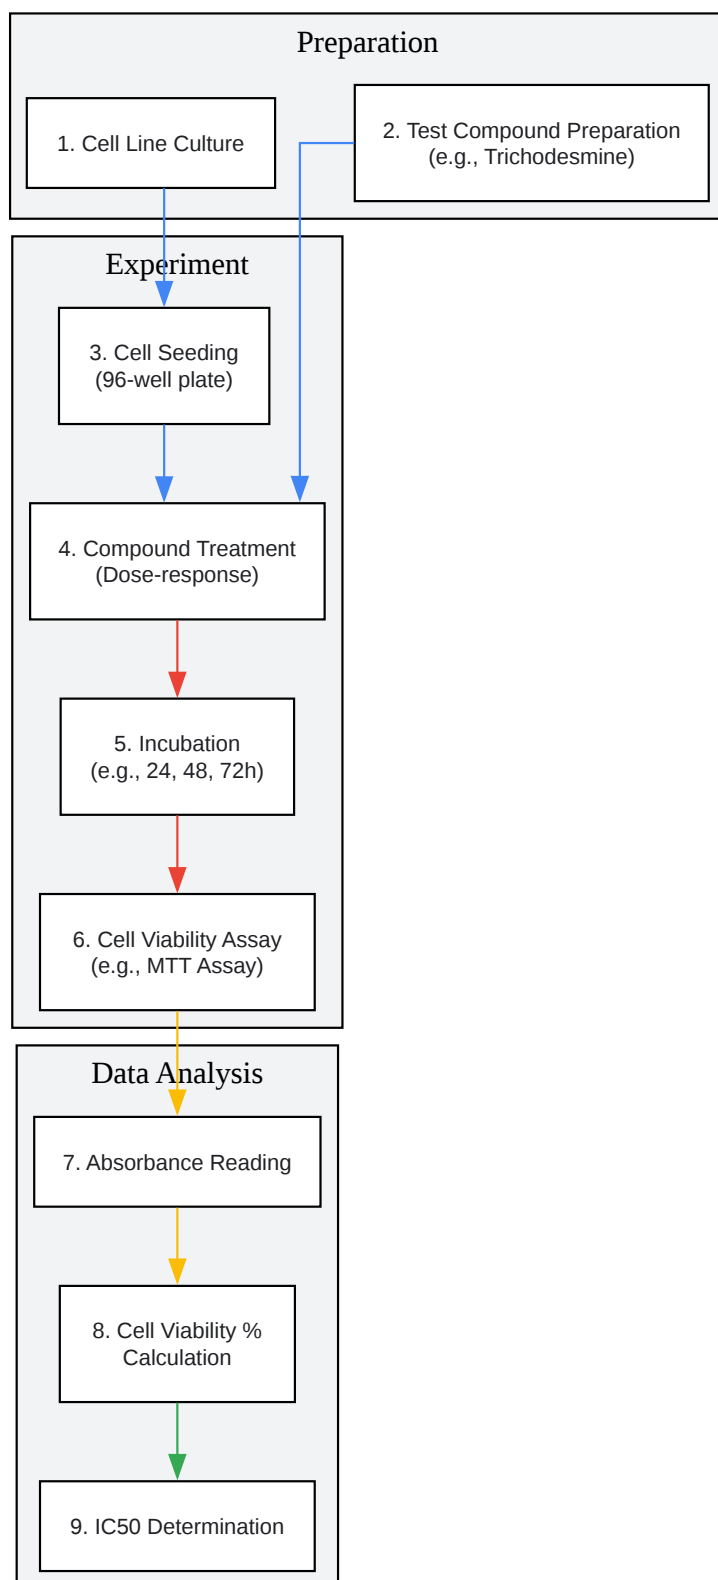 Preparation
1. Cell Line Culture
2. Test Compound Preparation
(e.g., Trichodesmine)
Experiment
3. Cell Seeding
(96-well plate)
4. Compound Treatment
(Dose-response)
5. Incubation
(e.g., 24, 48, 72h)
6. Cell Viability Assay
(e.g., MTT Assay)
Data Analysis
7. Absorbance Reading
8. Cell Viability %
Calculation
9. IC50 Determination